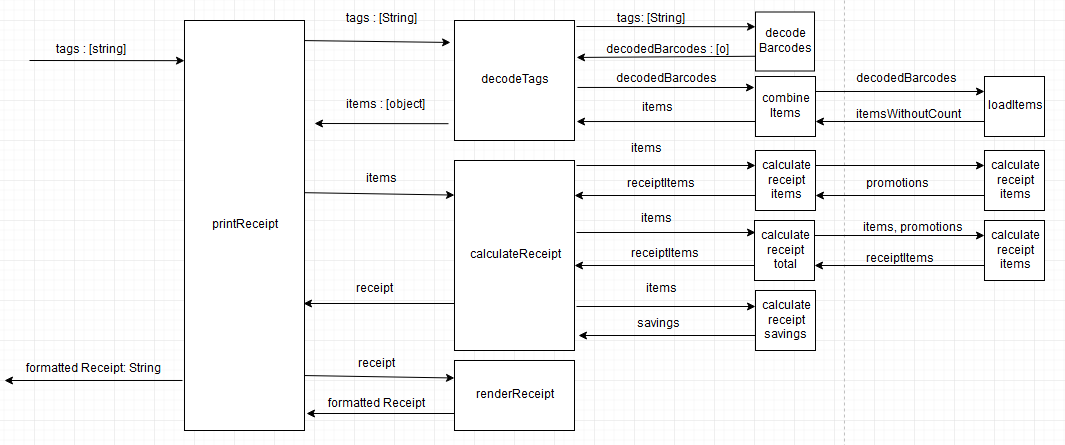 tags : [String]
tags: [String]
decode
Barcodes
tags : [string]
decodedBarcodes : [o]
decodeTags
decodedBarcodes
decodedBarcodes
items : [object]
items
combine
Items
loadItems
itemsWithoutCount
items
items
receiptItems
calculate
receipt
items
promotions
calculate
receipt
items
printReceipt
items
items, promotions
calculateReceipt
receiptItems
calculate
receipt
total
receiptItems
calculate
receipt
items
receipt
items
savings
calculate
receipt
savings
formatted Receipt: String
receipt
renderReceipt
formatted Receipt